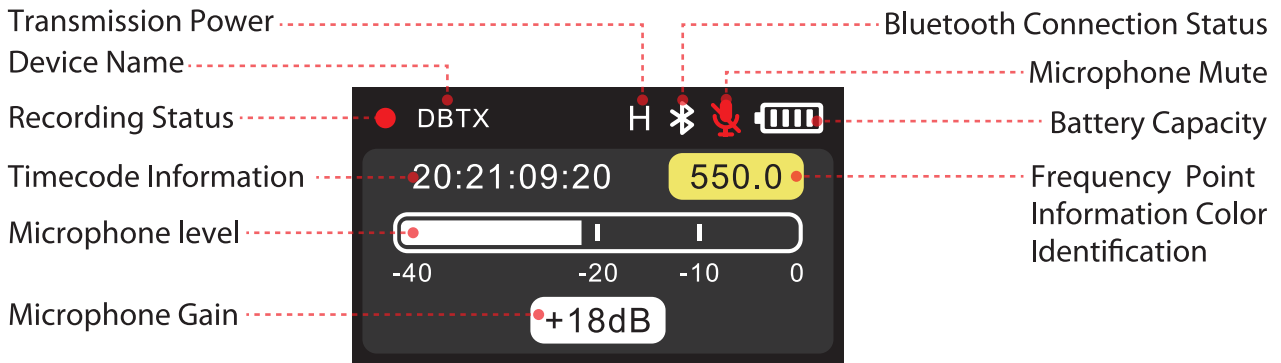 Transmission Power
Bluetooth Connection Status
Device Name
Microphone Mute
Recording Status
DBTX
H
Battery Capacity
Timecode Information
20:21:09:20
550.0
Frequency Point
Information Color
Identification
Microphone level
-40
-20
-10
0
Microphone Gain
+18dB